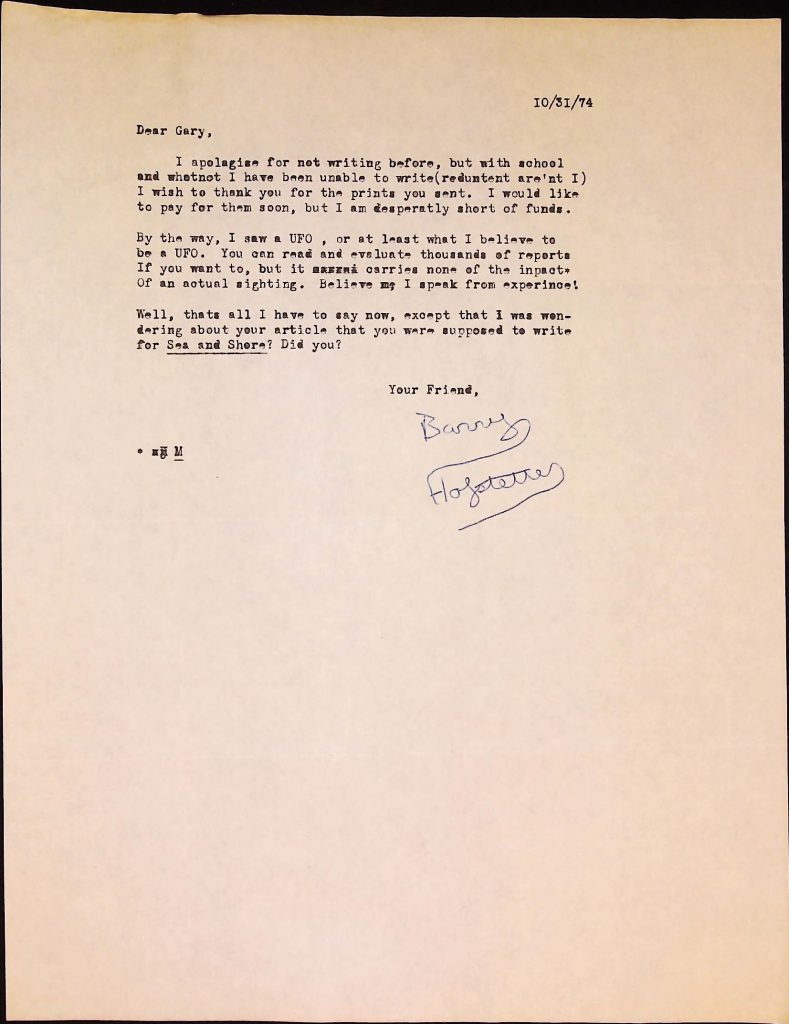 10/31/74
Dear Gary,
I apolagise for not writing before, but with school
and whatnot I have been unable to write(reduntent are'nt I)
I wish to thank you for the prints you sent. I would like
to pay for them soon, but I am desperatly short of funds.
By the way, I saw a UFO , or at least what I believe to
be a UFO. You can read and evaluate thousands of reports
If you want to, but it carries none of the inpact*
Of an actual sighting. Believe me I speak from experince!
Well, thats all I have to say now, except that I was won-
dering about your article that you were supposed to write
for Sea and Shore? Did you?
Your Friend,
Barry
* M
Hofstetter